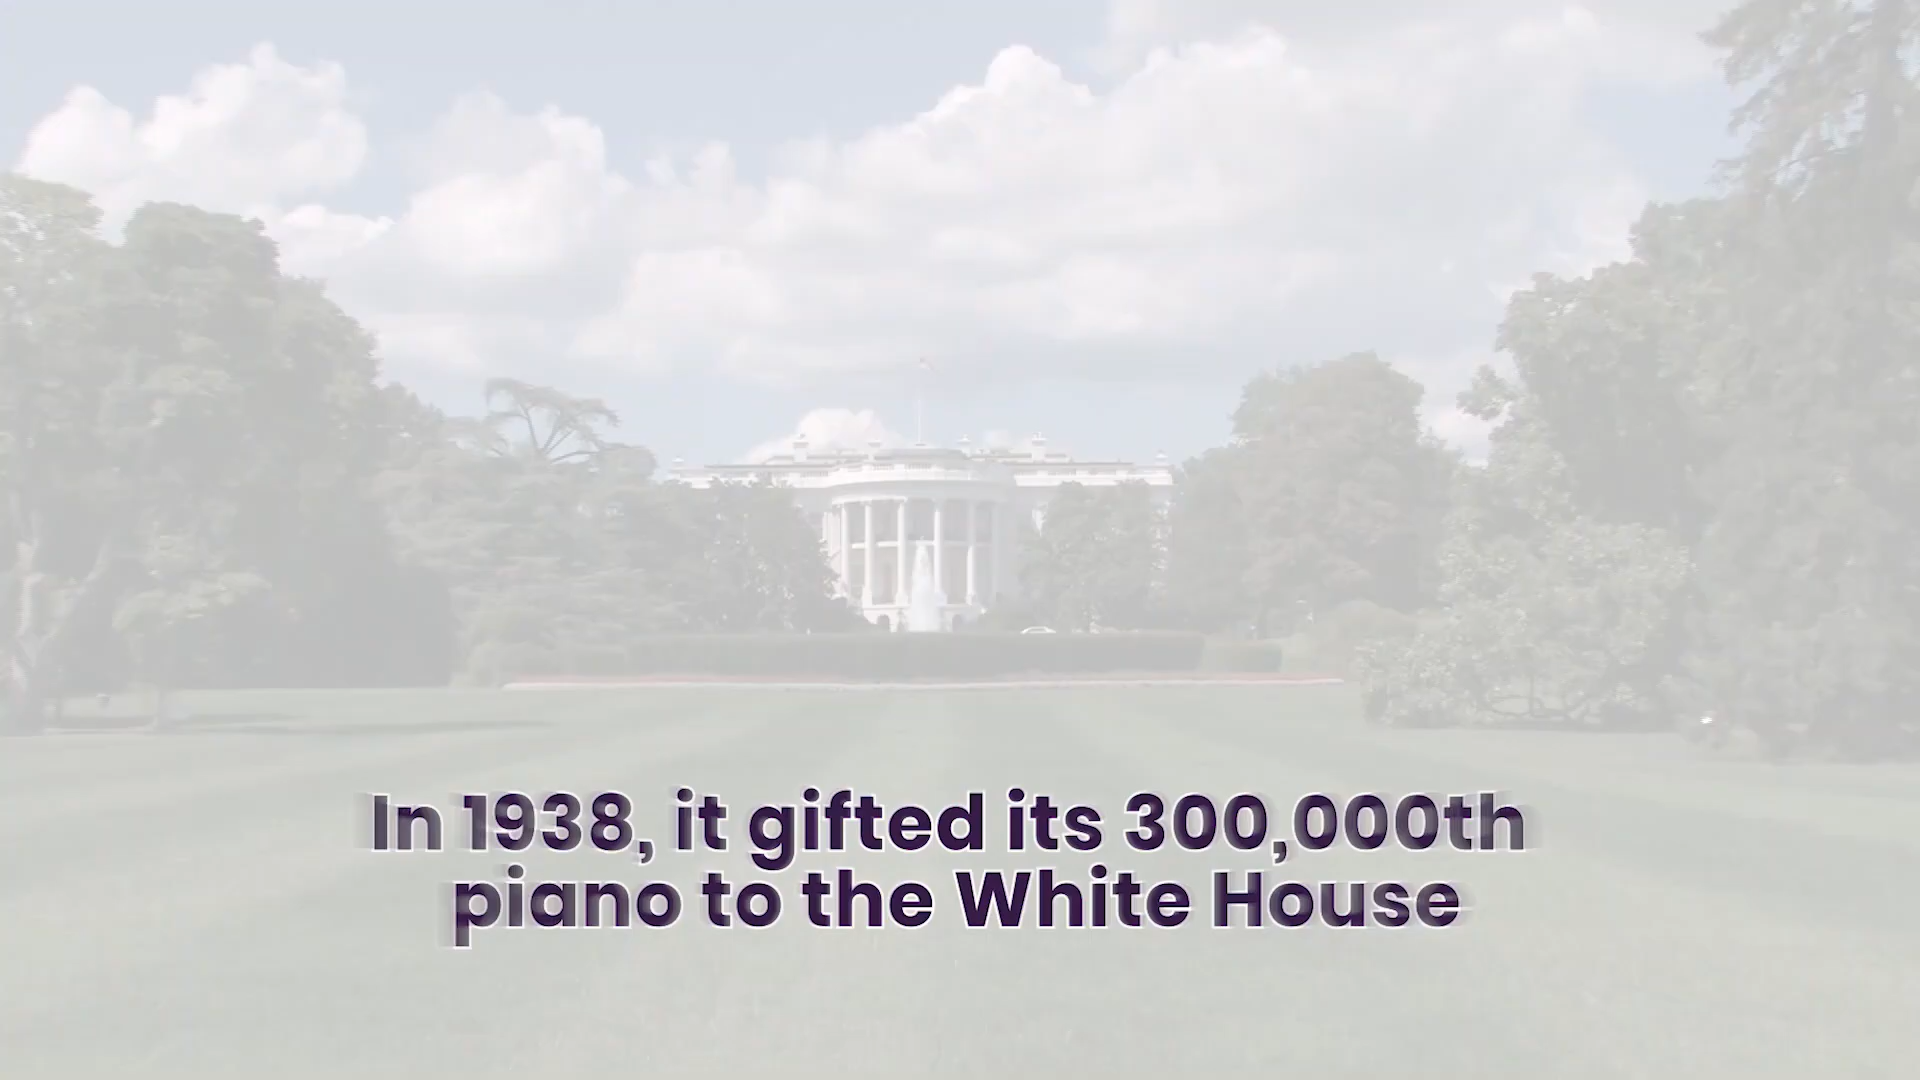 In 1938, it gifted its 300,000th
piano to the White House